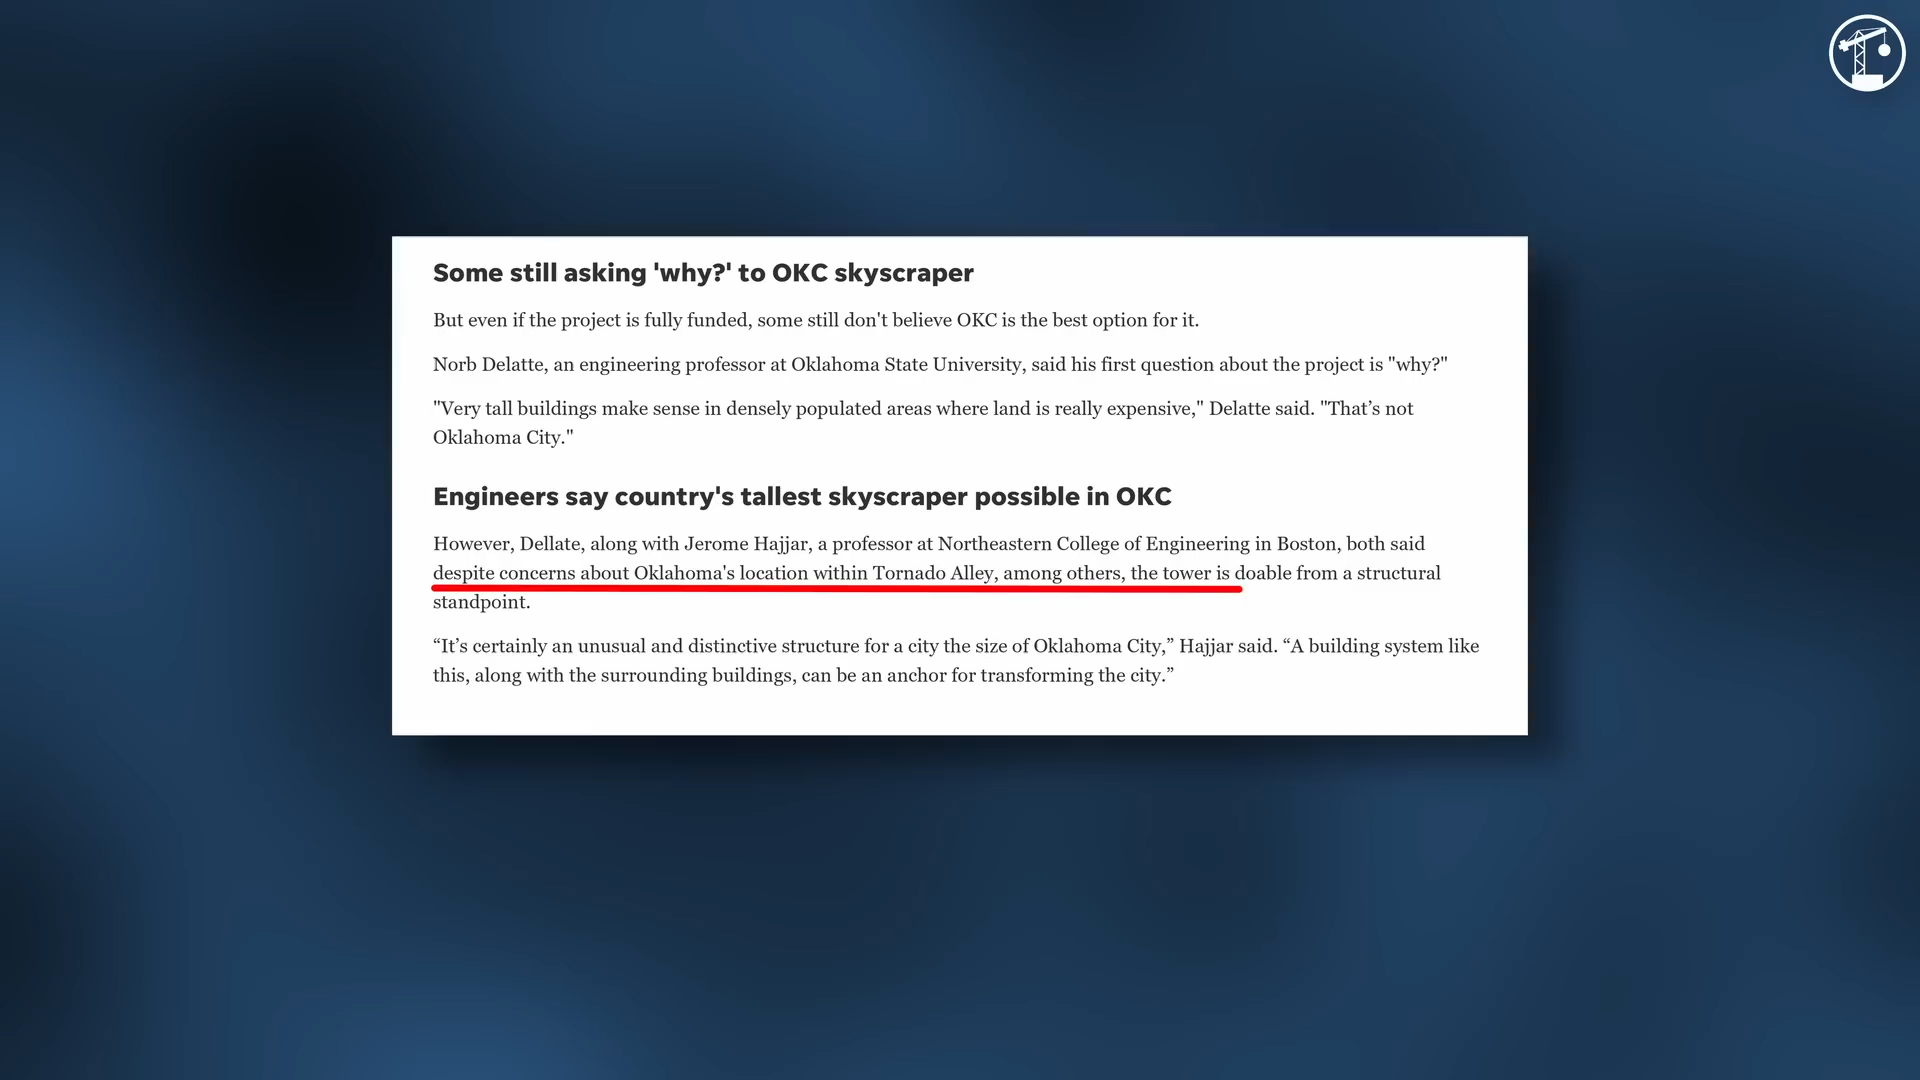 Some still asking 'why?' to OKC skyscraper
But even if the project is fully funded, some still don't believe OKC is the best option for it.
Norb Delatte, an engineering professor at Oklahoma State University, said his first question about the project is "why?"
"Very tall buildings make sense in densely populated areas where land is really expensive," Delatte said. "That’s not
Oklahoma City."
Engineers say country's tallest skyscraper possible in OKC
However, Dellate, along with Jerome Hajjar, a professor at Northeastern College of Engineering in Boston, both said
despite concerns about Oklahoma's location within Tornado Alley, among others, the tower is doable from a structural
standpoint.
“It’s certainly an unusual and distinctive structure for a city the size of Oklahoma City,” Hajjar said. “A building system like
this, along with the surrounding buildings, can be an anchor for transforming the city.”